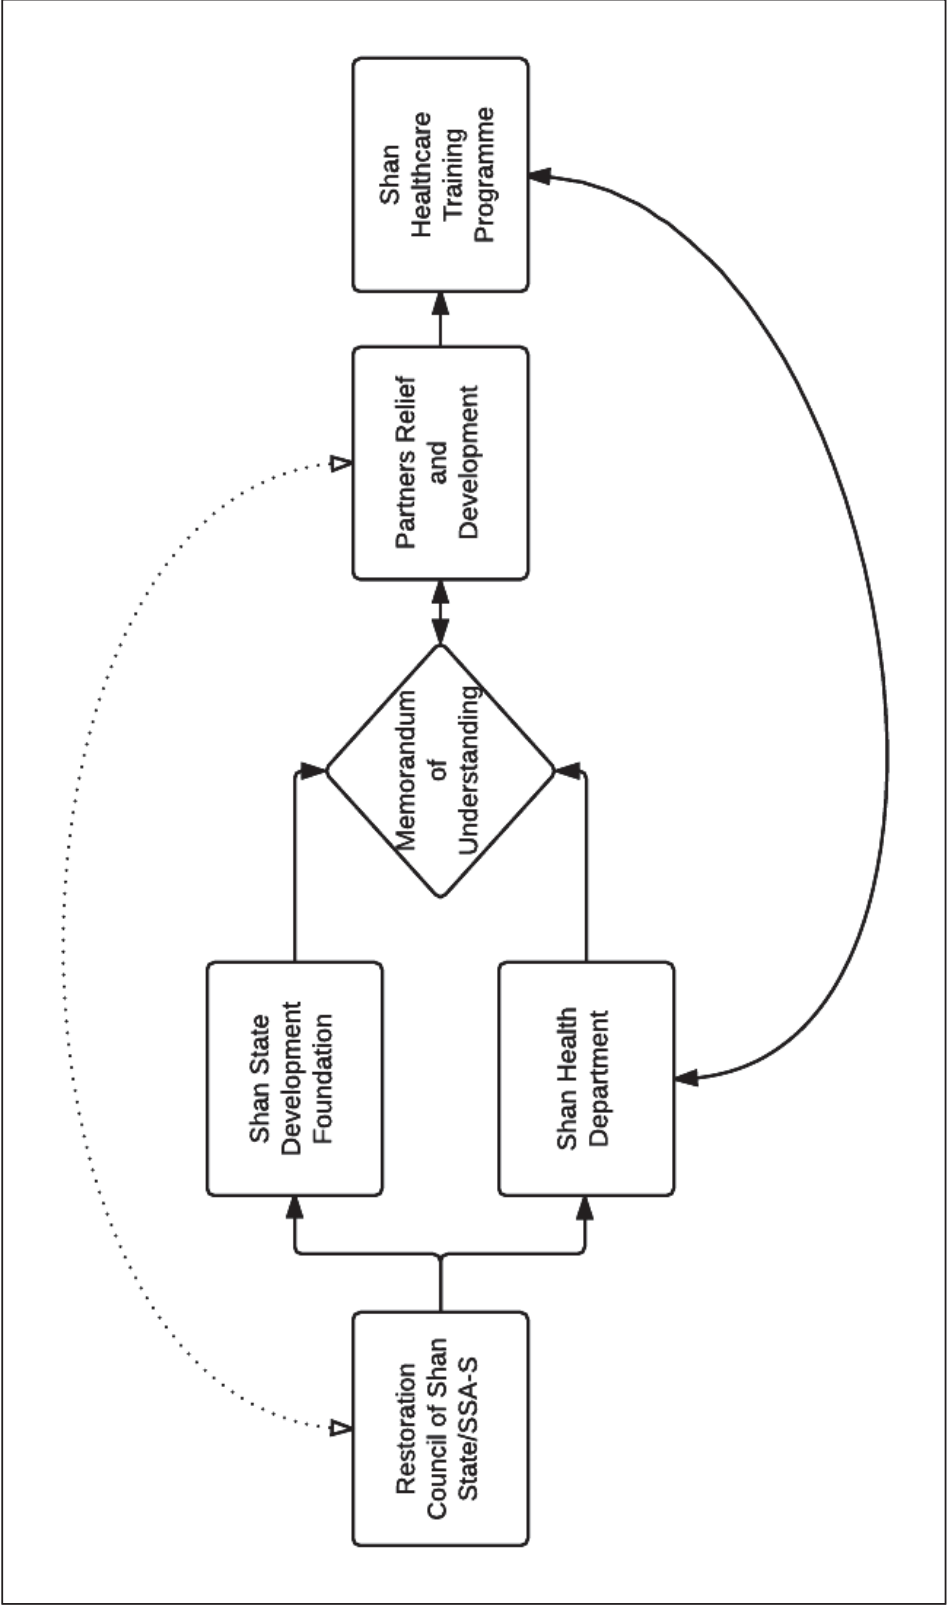 Restoration
Council of Shan
State/SSA-S
Shan State
Development
Foundation
Shan Health
Department
Memorandum
of
Understanding
Partners Relief
and
Development
Shan
Healthcare
Training
Programme